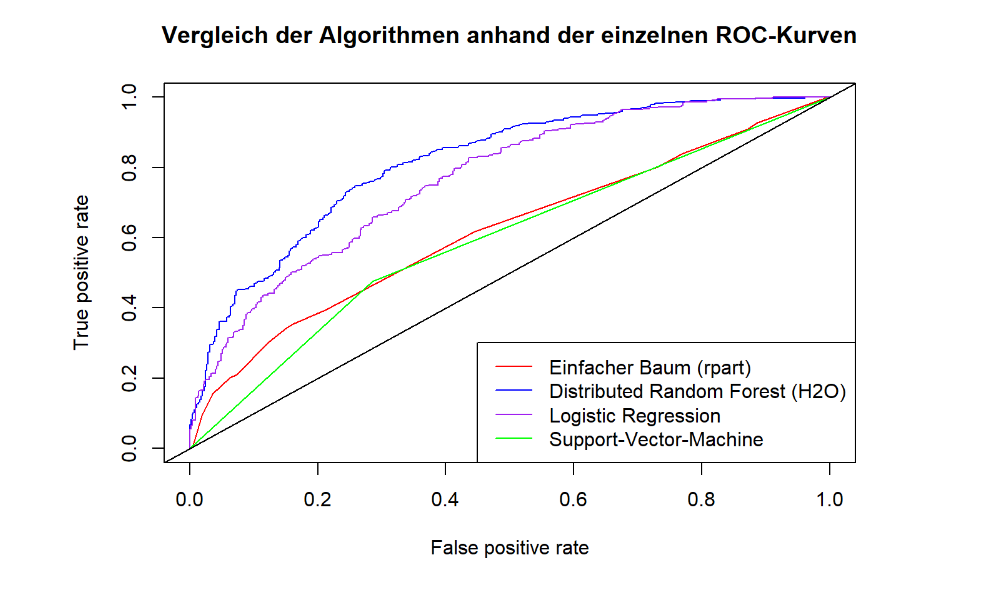 Vergleich der Algorithmen anhand der einzelnen ROC-Kurven
True positive rate
1.0
0.8
0.6
0.4
0.2
0.0
Einfacher Baum (rpart)
Distributed Random Forest (H2O)
Logistic Regression
Support-Vector-Machine
0.0 0.2 0.4 0.6 0.8 1.0
False positive rate